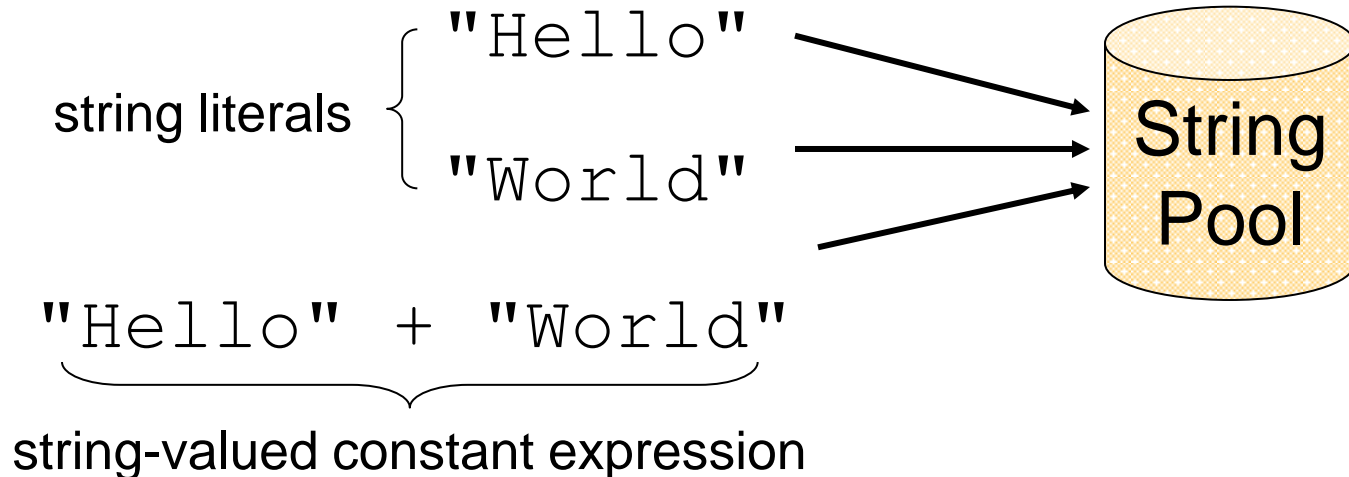 "Hello"
string literals
"World"
"Hello" + "World"
string-valued constant expression
String
Pool